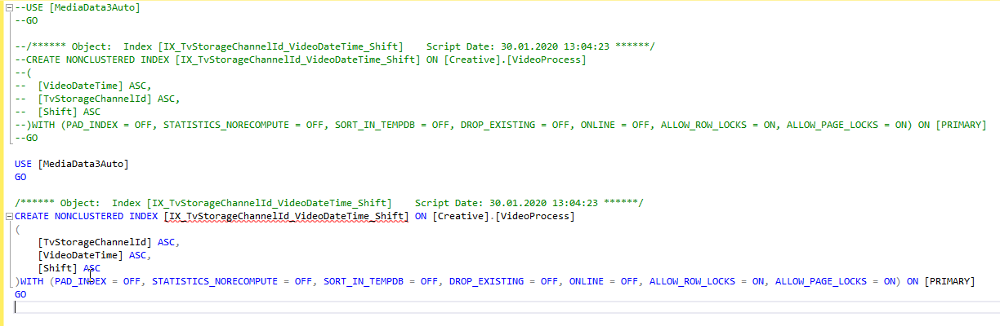 --USE [MediaData3Auto]
--GO
--/****** Object:  Index [IX_TvStorageChannelId_VideoDateTime_Shift]    Script Date: 30.01.2020 13:04:23 ******/
--CREATE NONCLUSTERED INDEX [IX_TvStorageChannelId_VideoDateTime_Shift] ON [Creative].[VideoProcess]
--(
--	[VideoDateTime] ASC,
--	[TvStorageChannelId] ASC,
--	[Shift] ASC
--)WITH (PAD_INDEX = OFF, STATISTICS_NORECOMPUTE = OFF, SORT_IN_TEMPDB = OFF, DROP_EXISTING = OFF, ONLINE = OFF, ALLOW_ROW_LOCKS = ON, ALLOW_PAGE_LOCKS = ON) ON [PRIMARY]
--GO
USE [MediaData3Auto]
GO
/****** Object:  Index [IX_TvStorageChannelId_VideoDateTime_Shift]    Script Date: 30.01.2020 13:04:23 ******/
CREATE NONCLUSTERED INDEX [IX_TvStorageChannelId_VideoDateTime_Shift] ON [Creative].[VideoProcess]
(
	[TvStorageChannelId] ASC,
	[VideoDateTime] ASC,
	[Shift] ASC
)WITH (PAD_INDEX = OFF, STATISTICS_NORECOMPUTE = OFF, SORT_IN_TEMPDB = OFF, DROP_EXISTING = OFF, ONLINE = OFF, ALLOW_ROW_LOCKS = ON, ALLOW_PAGE_LOCKS = ON) ON [PRIMARY]
GO